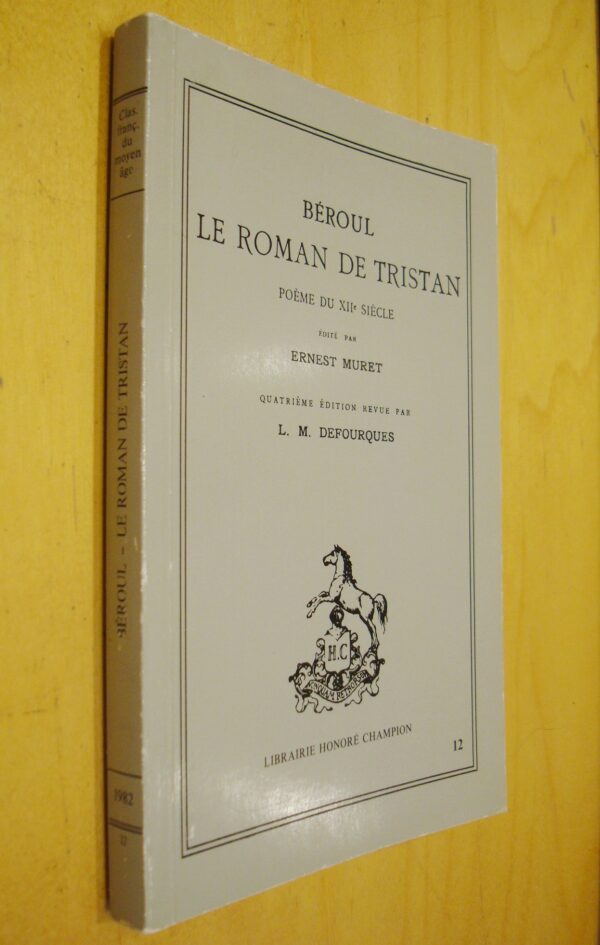 Clas.
franç.
du
moyen
âge
BÉROUL - LE ROMAN DE TRISTAN
1982
12
BÉROUL
LE ROMAN DE TRISTAN
POÈME DU XIIe SIÈCLE
ÉDITÉ PAR
ERNEST MURET
QUATRIÈME ÉDITION REVUE PAR
L. M. DEFOURQUES
H.C
LIBRAIRIE HONORÉ CHAMPION
12